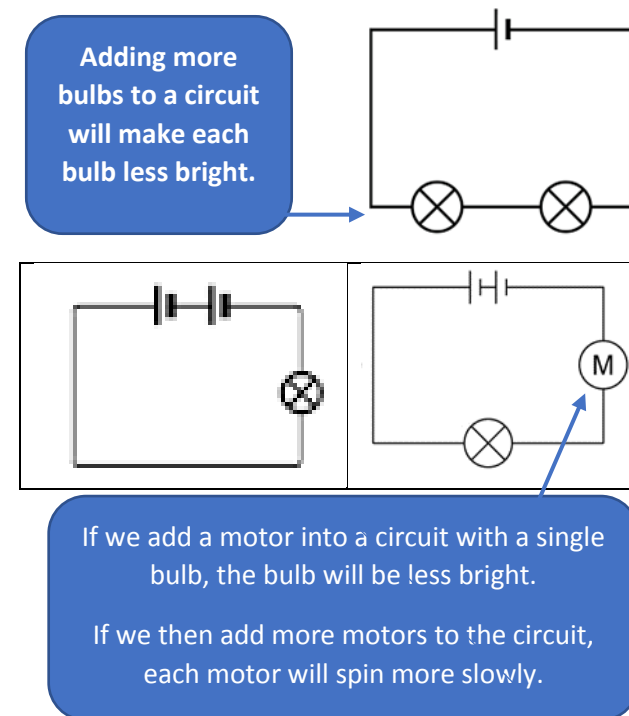 Adding more
bulbs to a circuit
will make each
bulb less bright.
M
If we add a motor into a circuit with a single
bulb, the bulb will be less bright.
If we then add more motors to the circuit,
each motor will spin more slowly.